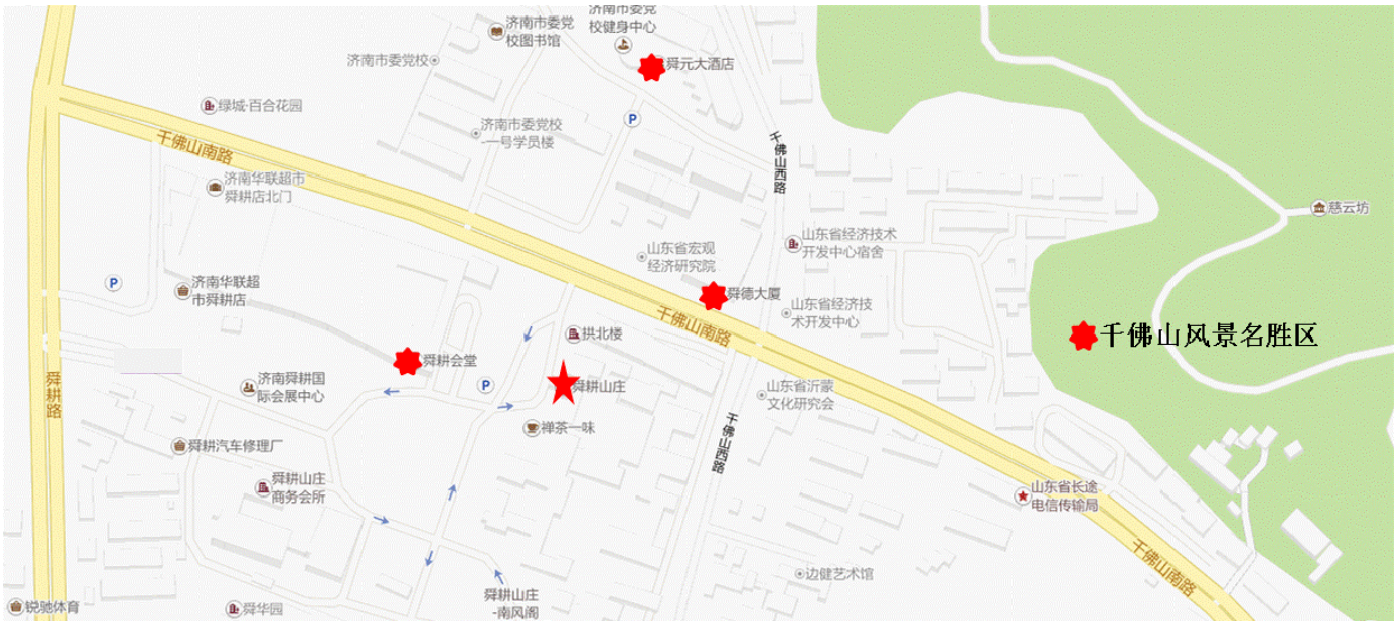 济南市委党
校图书馆
济南市委党
校健身中心
济南市委党校
舜元大酒店
绿城·百合花园
P
济南市委党校
-一号学员楼
千佛山南路
千佛山西路
济南华联超市
舜耕店北门
慈云坊
山东省宏观
经济研究院
山东省经济技术
开发中心宿舍
P
济南华联超
市舜耕店
舜德大厦
山东省经济技
术开发中心
千佛山南路
拱北楼
千佛山风景名胜区
舜耕会堂
舜耕路
济南舜耕国
际会展中心
P
舜耕山庄
山东省沂蒙
文化研究会
禅茶一味
千佛山西路
舜耕汽车修理厂
舜耕山庄
商务会所
山东省长途
电信传输局
千佛山南路
边健艺术馆
舜耕山庄
-南风阁
锐驰体育
舜华园